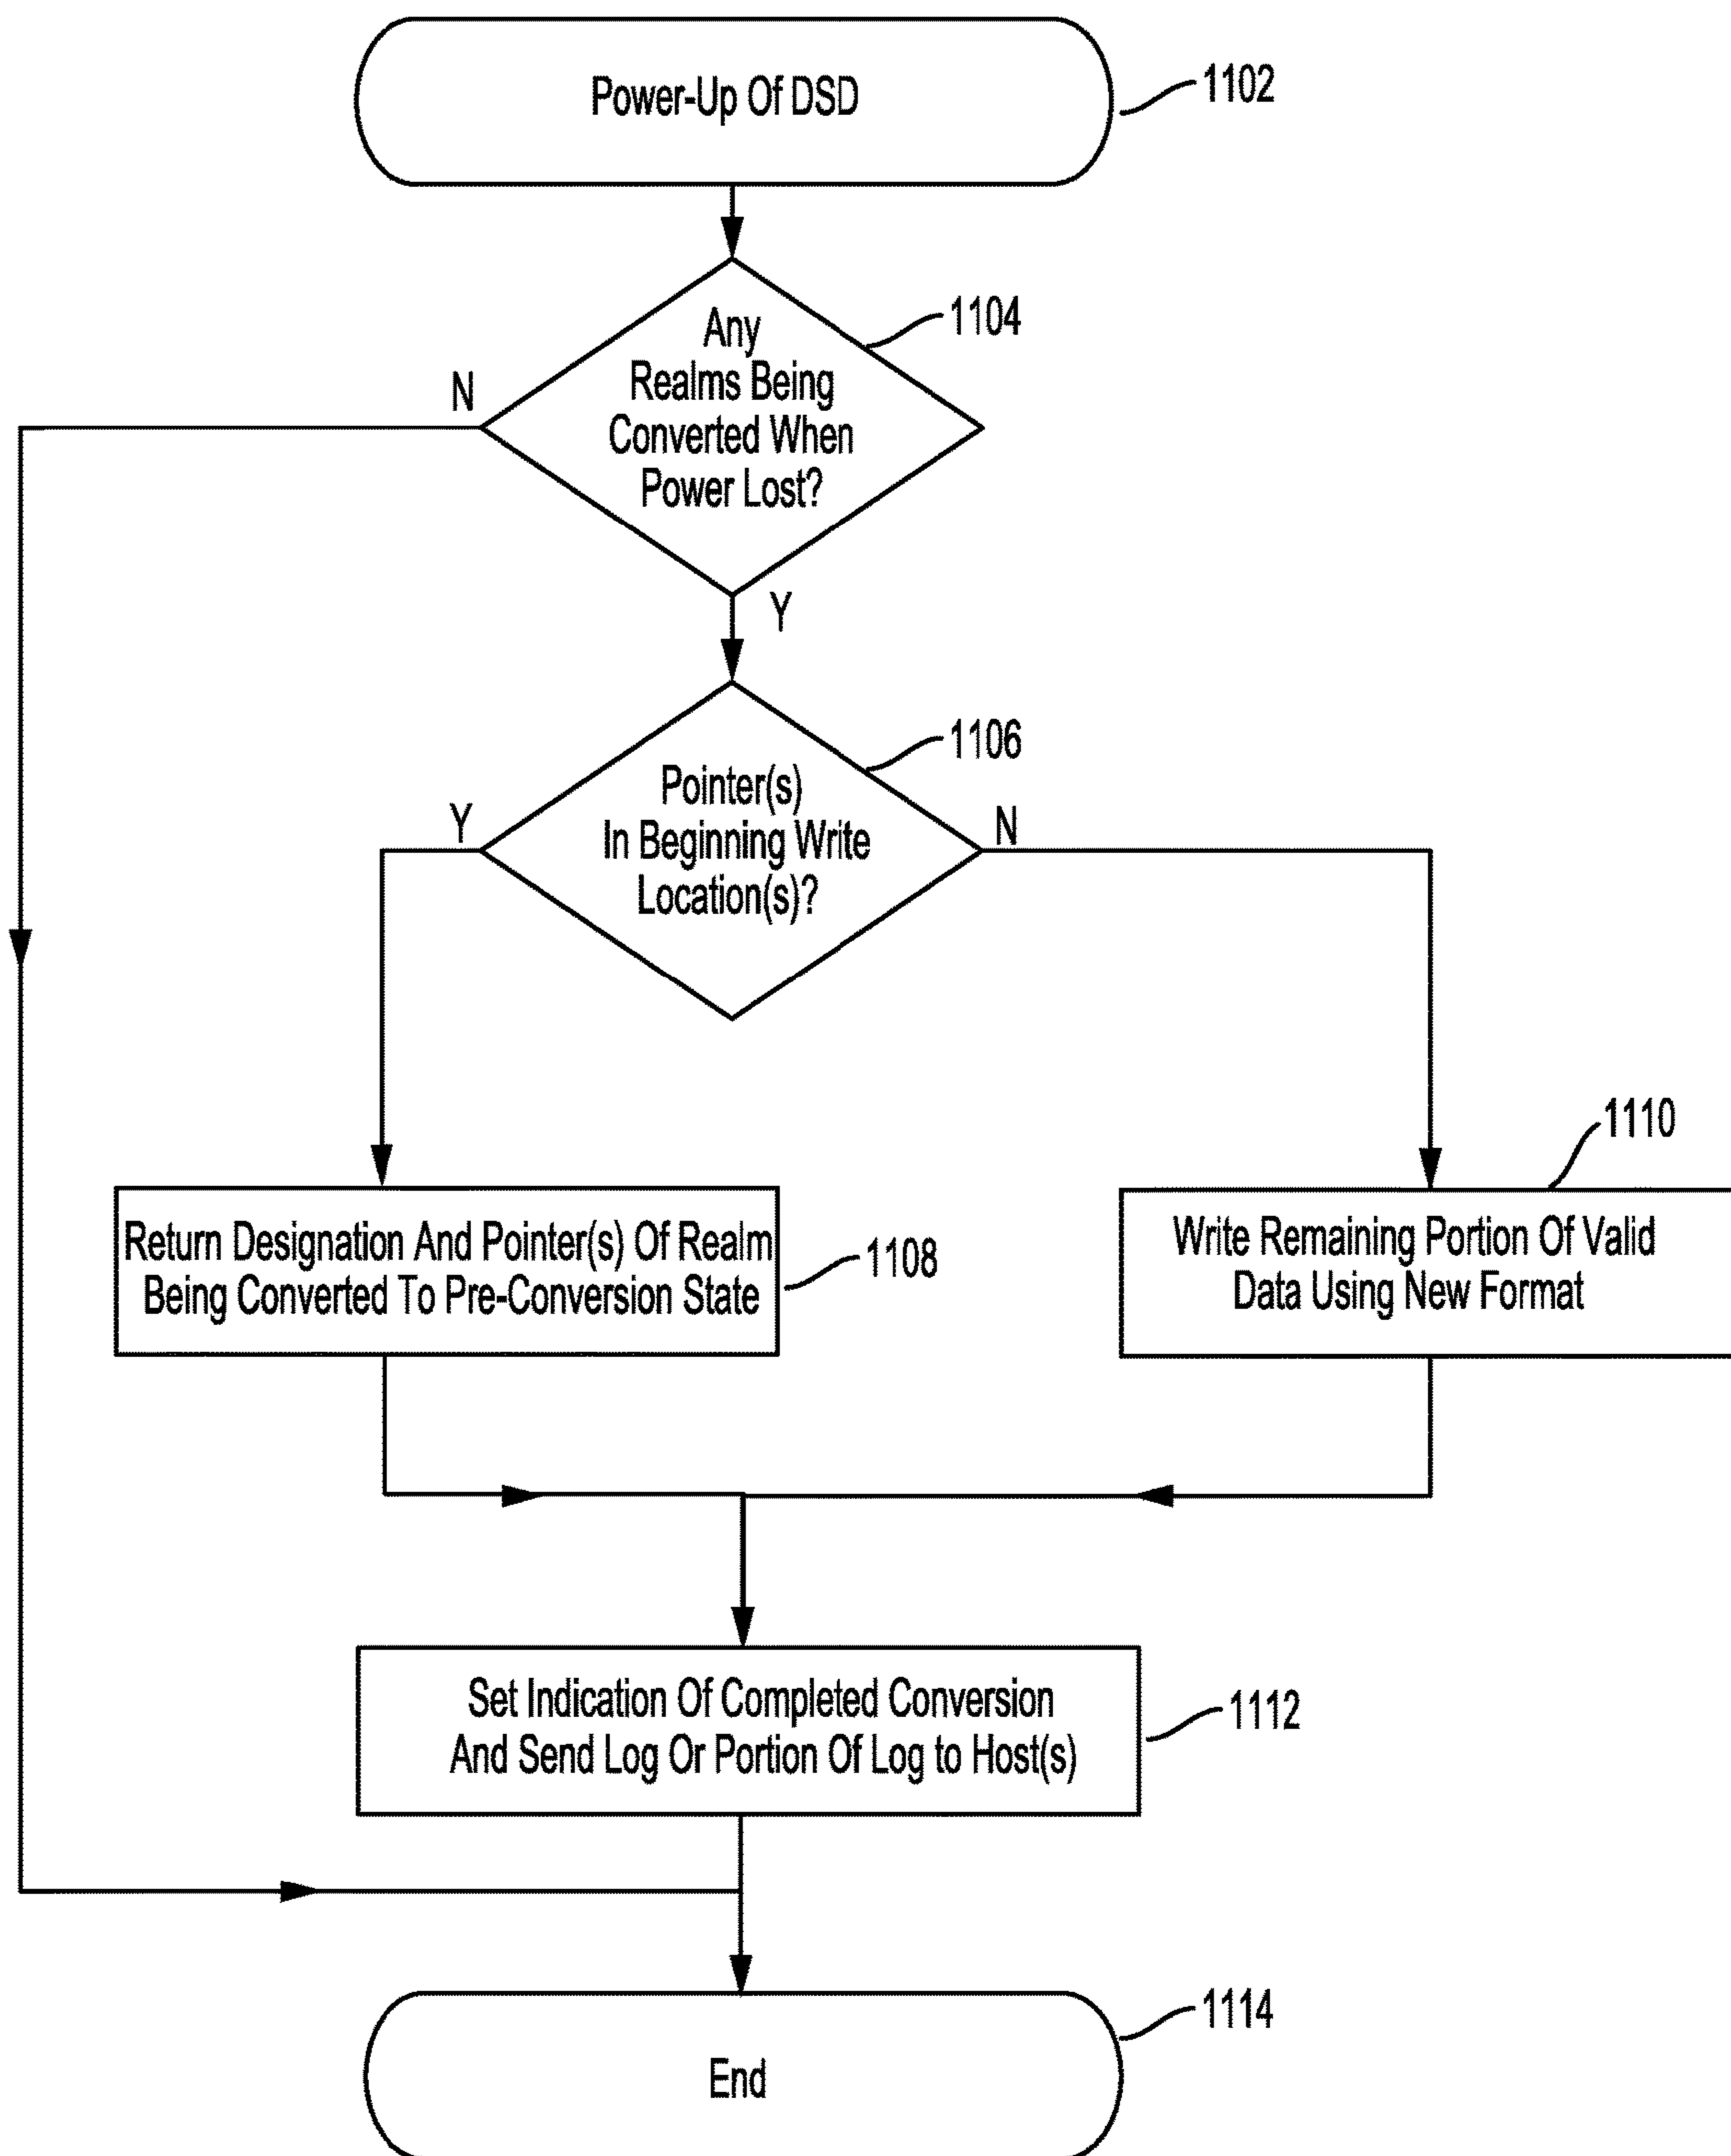 Power-Up Of DSD
1102
Any
Realms Being
Converted When
Power Lost?
1104
N
Y
Pointer(s)
In Beginning Write
Location(s)?
1106
Y
N
Return Designation And Pointer(s) Of Realm
Being Converted To Pre-Conversion State
1108
Write Remaining Portion Of Valid
Data Using New Format
1110
Set Indication Of Completed Conversion
And Send Log Or Portion Of Log to Host(s)
1112
End
1114